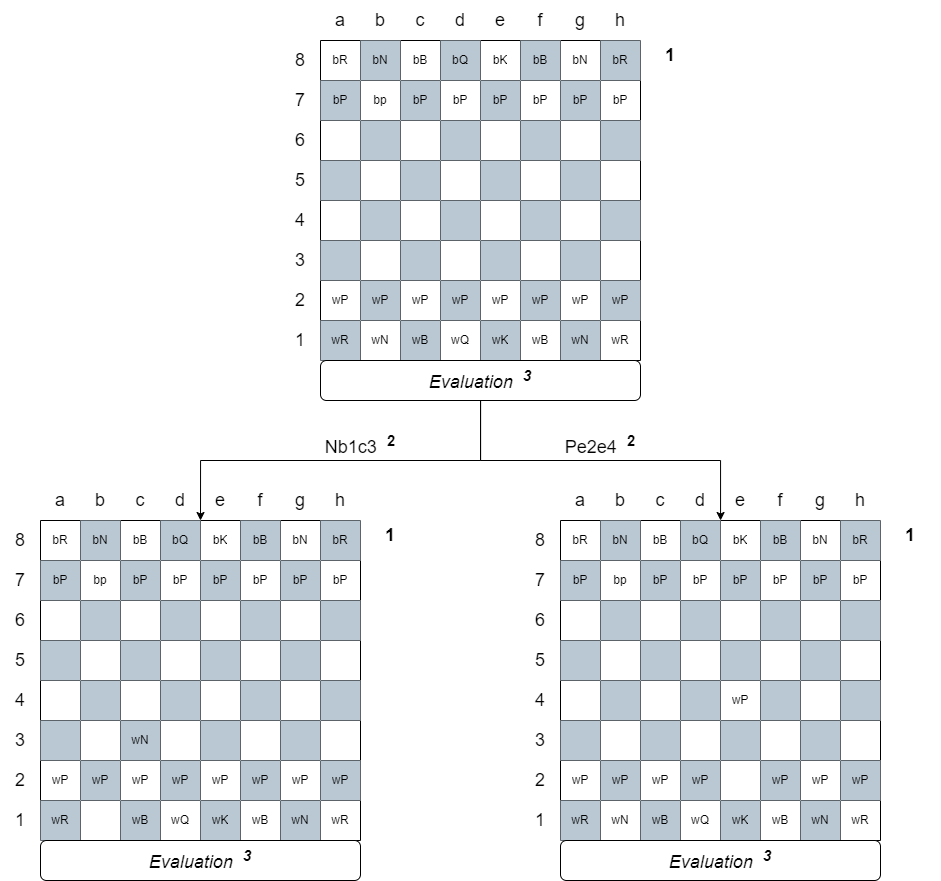 a b c d e f g h
8 bR bN bB bQ bK bB bN bR 1
7 bP bp bP bP bP bP bP bP
6
5
4
3
2 wP wP wP wP wP wP wP wP
1 wR wN wB wQ wK wB wN wR
Evaluation 3
Nb1c3 2 Pe2e4 2
a b c d e f g h
8 bR bN bB bQ bK bB bN bR 1
7 bP bp bP bP bP bP bP bP
6
5
4
3 wN
2 wP wP wP wP wP wP wP wP
1 wR wB wQ wK wB wN wR
Evaluation 3
a b c d e f g h
8 bR bN bB bQ bK bB bN bR 1
7 bP bp bP bP bP bP bP bP
6
5
4 wP
3
2 wP wP wP wP wP wP wP
1 wR wN wB wQ wK wB wN wR
Evaluation 3